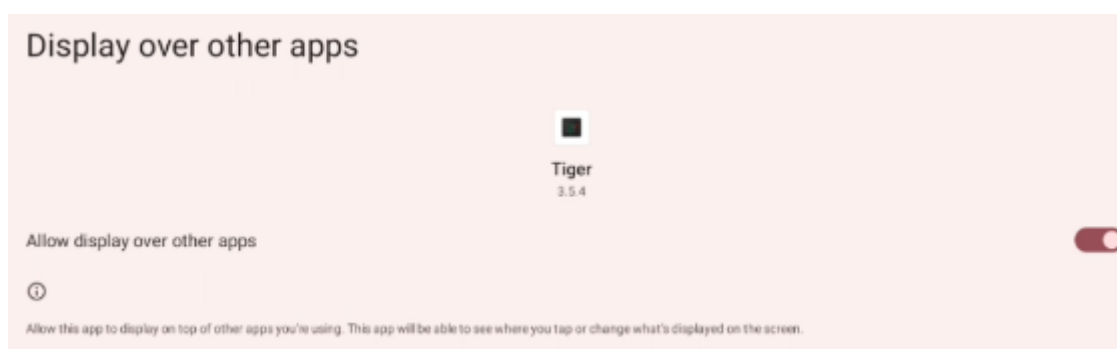 Display over other apps
Tiger
3.5.4
Allow display over other apps
Allow this app to display on top of other apps you're using. This app will be able to see where you tap or change what's displayed on the screen.